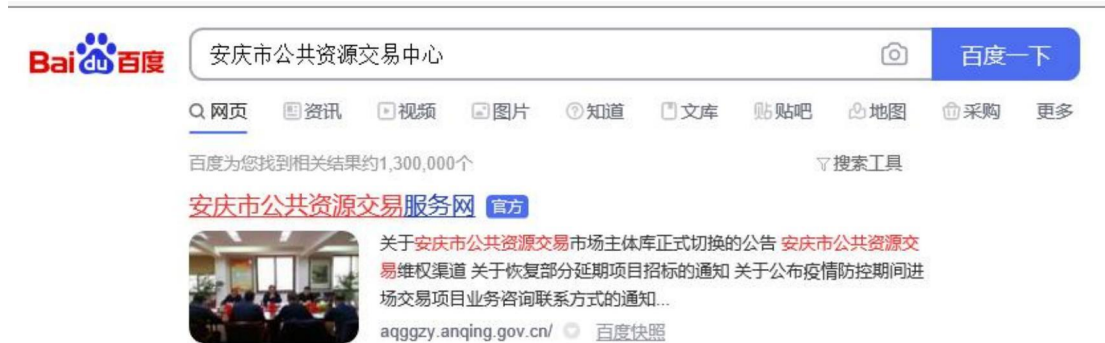 Bai du 百度
安庆市公共资源交易中心
百度一下
网页 资讯 视频 图片 知道 文库 贴吧 地图 采购 更多
百度为您找到相关结果约1,300,000个
搜索工具
安庆市公共资源交易服务网 官方
关于安庆市公共资源交易市场主体库正式切换的公告 安庆市公共资源交
易维权渠道 关于恢复部分延期项目招标的通知 关于公布疫情防控期间进
场交易项目业务咨询联系方式的通知...
aqggzy.anqing.gov.cn/ 百度快照